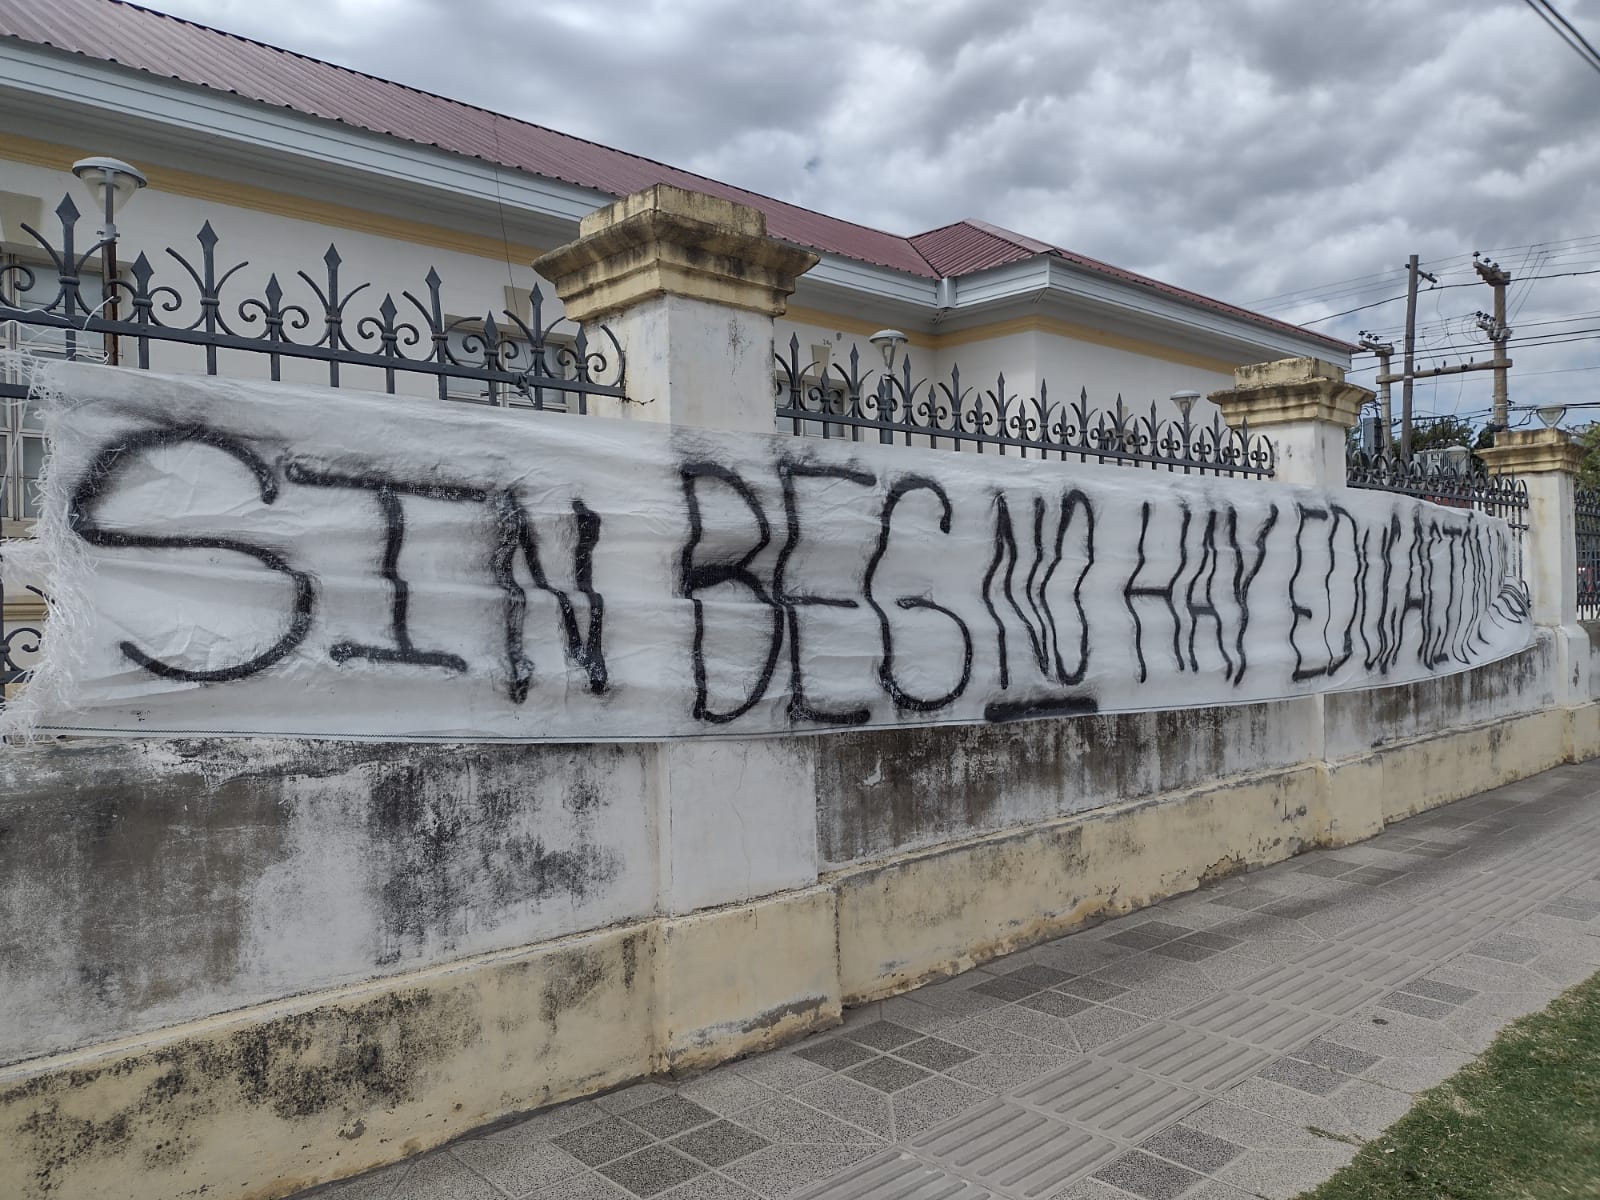 SIN BEG NO HAY EDUCACIÓN